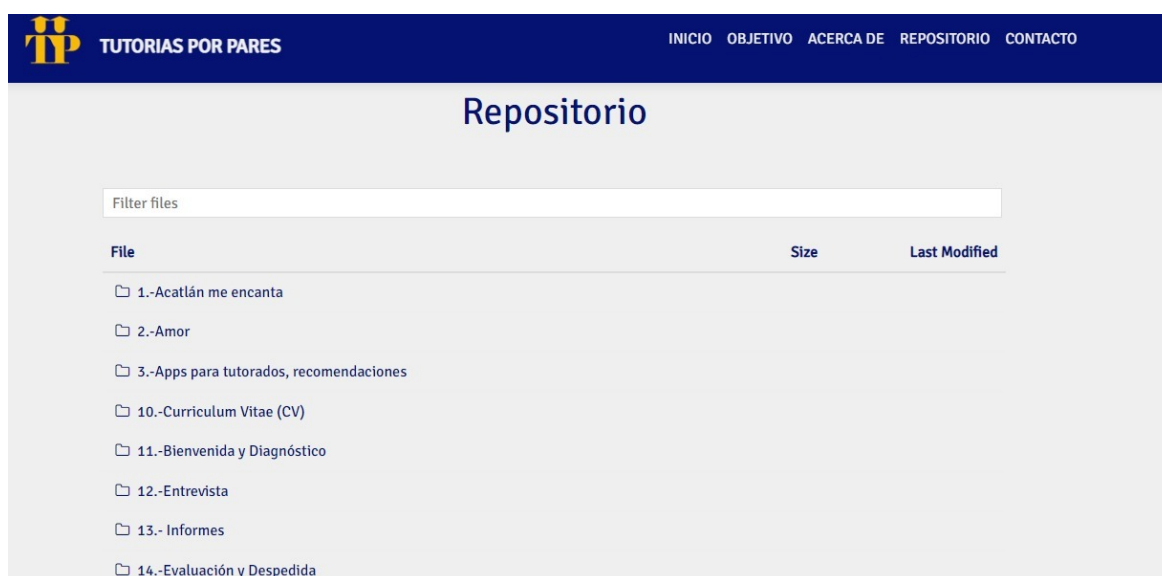 TTP TUTORIAS POR PARES
INICIO OBJETIVO ACERCA DE REPOSITORIO CONTACTO
Repositorio
Filter files
File Size Last Modified
1.-Acatlán me encanta
2.-Amor
3.-Apps para tutorados, recomendaciones
10.-Curriculum Vitae (CV)
11.-Bienvenida y Diagnóstico
12.-Entrevista
13.- Informes
14.-Evaluación y Despedida